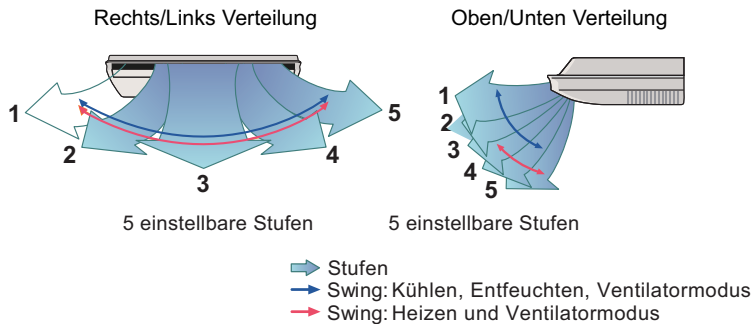 Rechts/Links Verteilung
Oben/Unten Verteilung
1
2
3
4
5
1
2
3
4
5
5 einstellbare Stufen
5 einstellbare Stufen
Stufen
Swing: Kühlen, Entfeuchten, Ventilatormodus
Swing: Heizen und Ventilatormodus